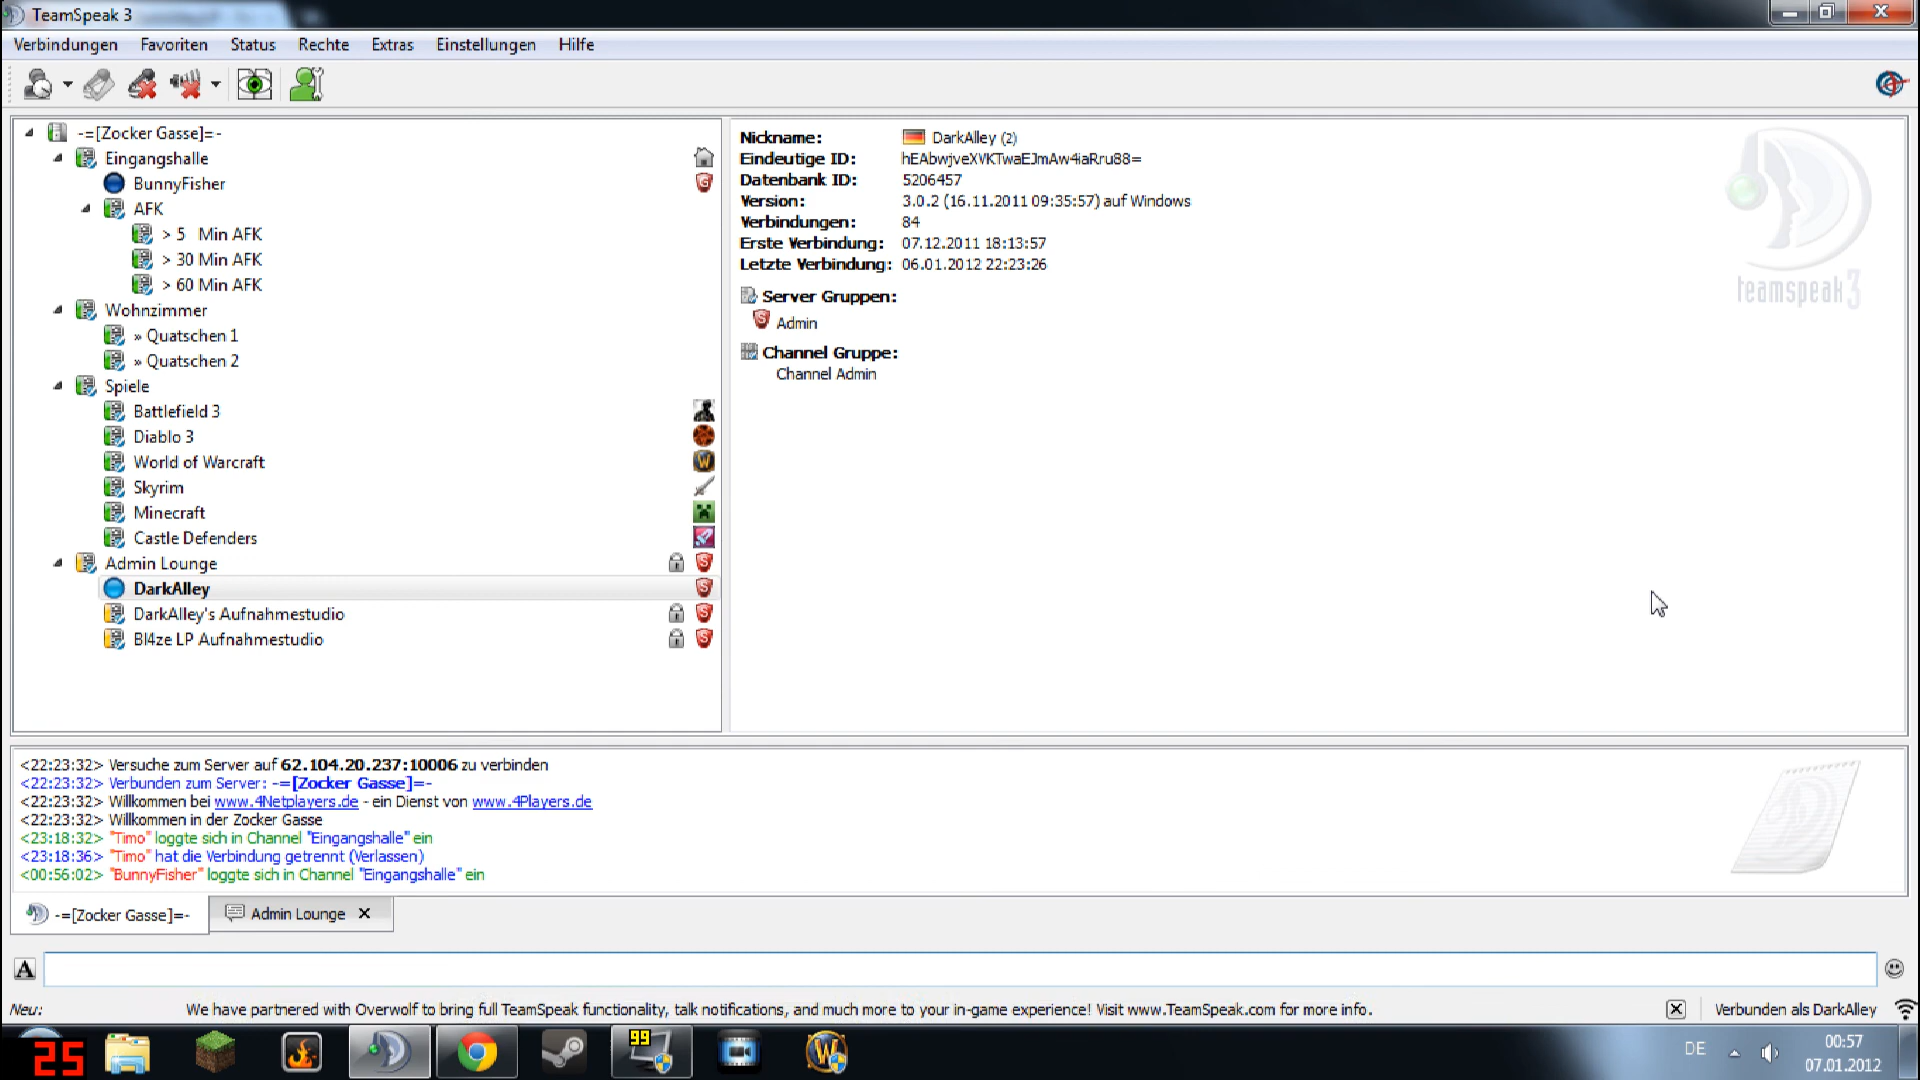 TeamSpeak 3
Verbindungen Favoriten Status Rechte Extras Einstellungen Hilfe
-=[Zocker Gasse]=-
Eingangshalle
BunnyFisher
AFK
> 5 Min AFK
> 30 Min AFK
> 60 Min AFK
Wohnzimmer
» Quatschen 1
» Quatschen 2
Spiele
Battlefield 3
Diablo 3
World of Warcraft
Skyrim
Minecraft
Castle Defenders
Admin Lounge
DarkAlley
DarkAlley's Aufnahmestudio
Bl4ze LP Aufnahmestudio
Nickname: DarkAlley (2)
Eindeutige ID: hEAbwjveXVKTwaEJmAw4iaRru88=
Datenbank ID: 5206457
Version: 3.0.2 (16.11.2011 09:35:57) auf Windows
Verbindungen: 84
Erste Verbindung: 07.12.2011 18:13:57
Letzte Verbindung: 06.01.2012 22:23:26
Server Gruppen:
Admin
Channel Gruppe:
Channel Admin
teamspeak 3
<22:23:32> Versuche zum Server auf 62.104.20.237:10006 zu verbinden
<22:23:32> Verbunden zum Server: -=[Zocker Gasse]=-
<22:23:32> Willkommen bei www.4Netplayers.de - ein Dienst von www.4Players.de
<22:23:32> Willkommen in der Zocker Gasse
<23:18:32> "Timo" loggte sich in Channel "Eingangshalle" ein
<23:18:36> "Timo" hat die Verbindung getrennt (Verlassen)
<00:56:02> "BunnyFisher" loggte sich in Channel "Eingangshalle" ein
-=[Zocker Gasse]=- Admin Lounge
Neu: We have partnered with Overwolf to bring full TeamSpeak functionality, talk notifications, and much more to your in-game experience! Visit www.TeamSpeak.com for more info. Verbunden als DarkAlley
25 99 DE 00:57
07.01.2012